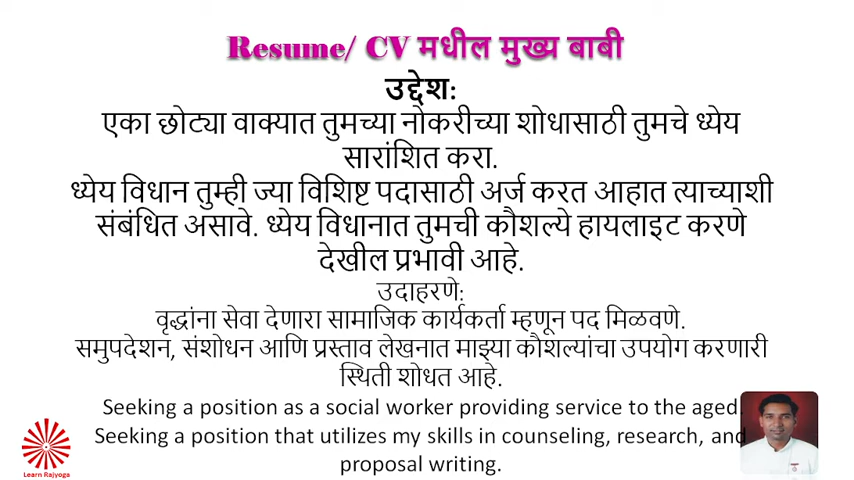 Resume/ CV मधील मुख्य बाबी
उद्देश:
एका छोट्या वाक्यात तुमच्या नोकरीच्या शोधासाठी तुमचे ध्येय
सारांशित करा.
ध्येय विधान तुम्ही ज्या विशिष्ट पदासाठी अर्ज करत आहात त्याच्याशी
संबंधित असावे. ध्येय विधानात तुमची कौशल्ये हायलाइट करणे
देखील प्रभावी आहे.
उदाहरणे:
वृद्धांना सेवा देणारा सामाजिक कार्यकर्ता म्हणून पद मिळवणे.
समुपदेशन, संशोधन आणि प्रस्ताव लेखनात माझ्या कौशल्यांचा उपयोग करणारी
स्थिती शोधत आहे.
Seeking a position as a social worker providing service to the aged.
Seeking a position that utilizes my skills in counseling, research, and
proposal writing.
Learn Rajyoga